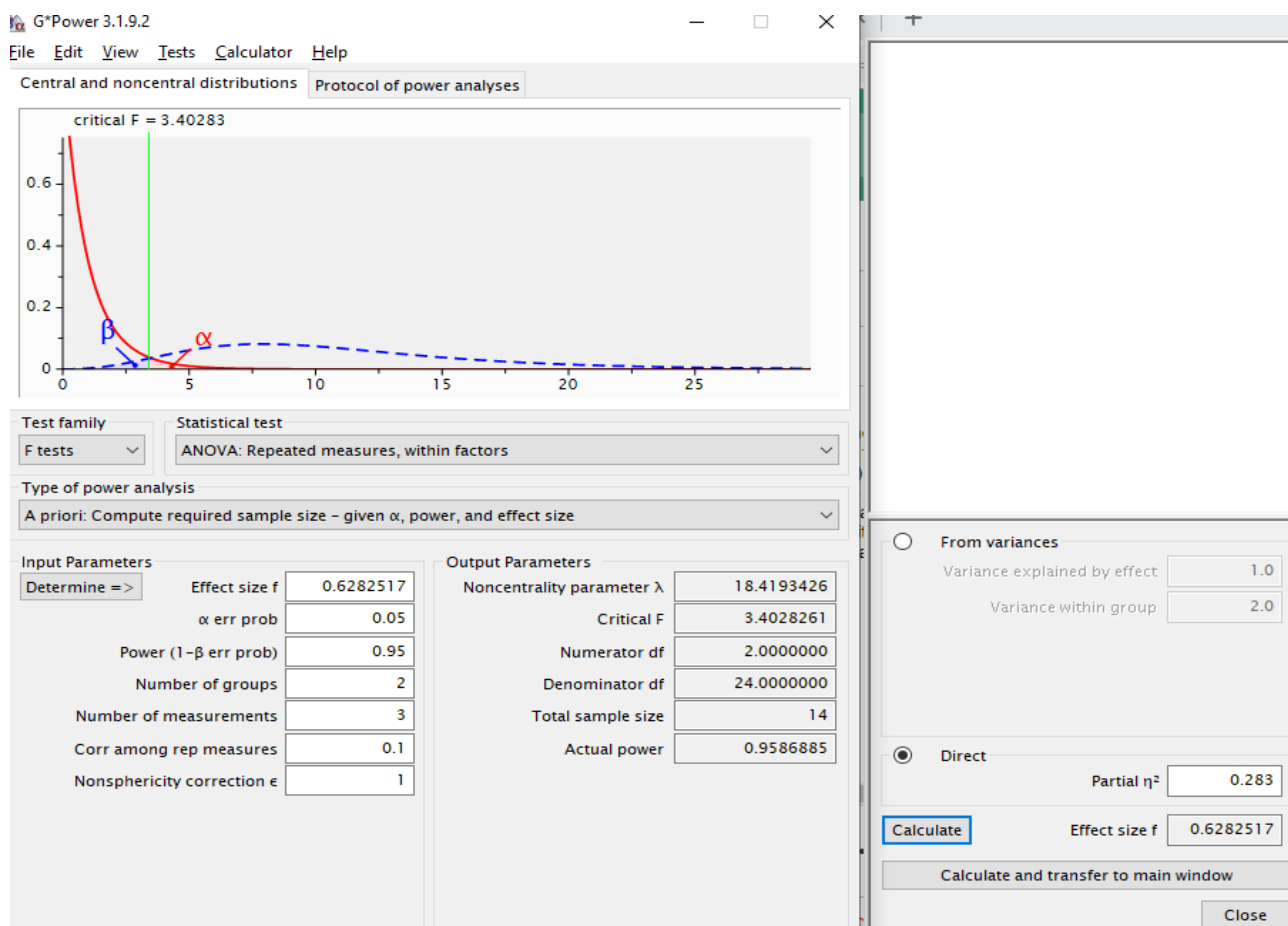 G*Power 3.1.9.2
File Edit View Tests Calculator Help
Central and noncentral distributions Protocol of power analyses
critical F = 3.40283
0.6
0.4
0.2
0
β α
0 5 10 15 20 25
Test family Statistical test
F tests ANOVA: Repeated measures, within factors
Type of power analysis
A priori: Compute required sample size – given α, power, and effect size
Input Parameters
Determine => Effect size f 0.6282517
α err prob 0.05
Power (1-β err prob) 0.95
Number of groups 2
Number of measurements 3
Corr among rep measures 0.1
Nonsphericity correction ϵ 1
Output Parameters
Noncentrality parameter λ 18.4193426
Critical F 3.4028261
Numerator df 2.0000000
Denominator df 24.0000000
Total sample size 14
Actual power 0.9586885
From variances
Variance explained by effect 1.0
Variance within group 2.0
Direct
Partial η² 0.283
Calculate Effect size f 0.6282517
Calculate and transfer to main window
Close